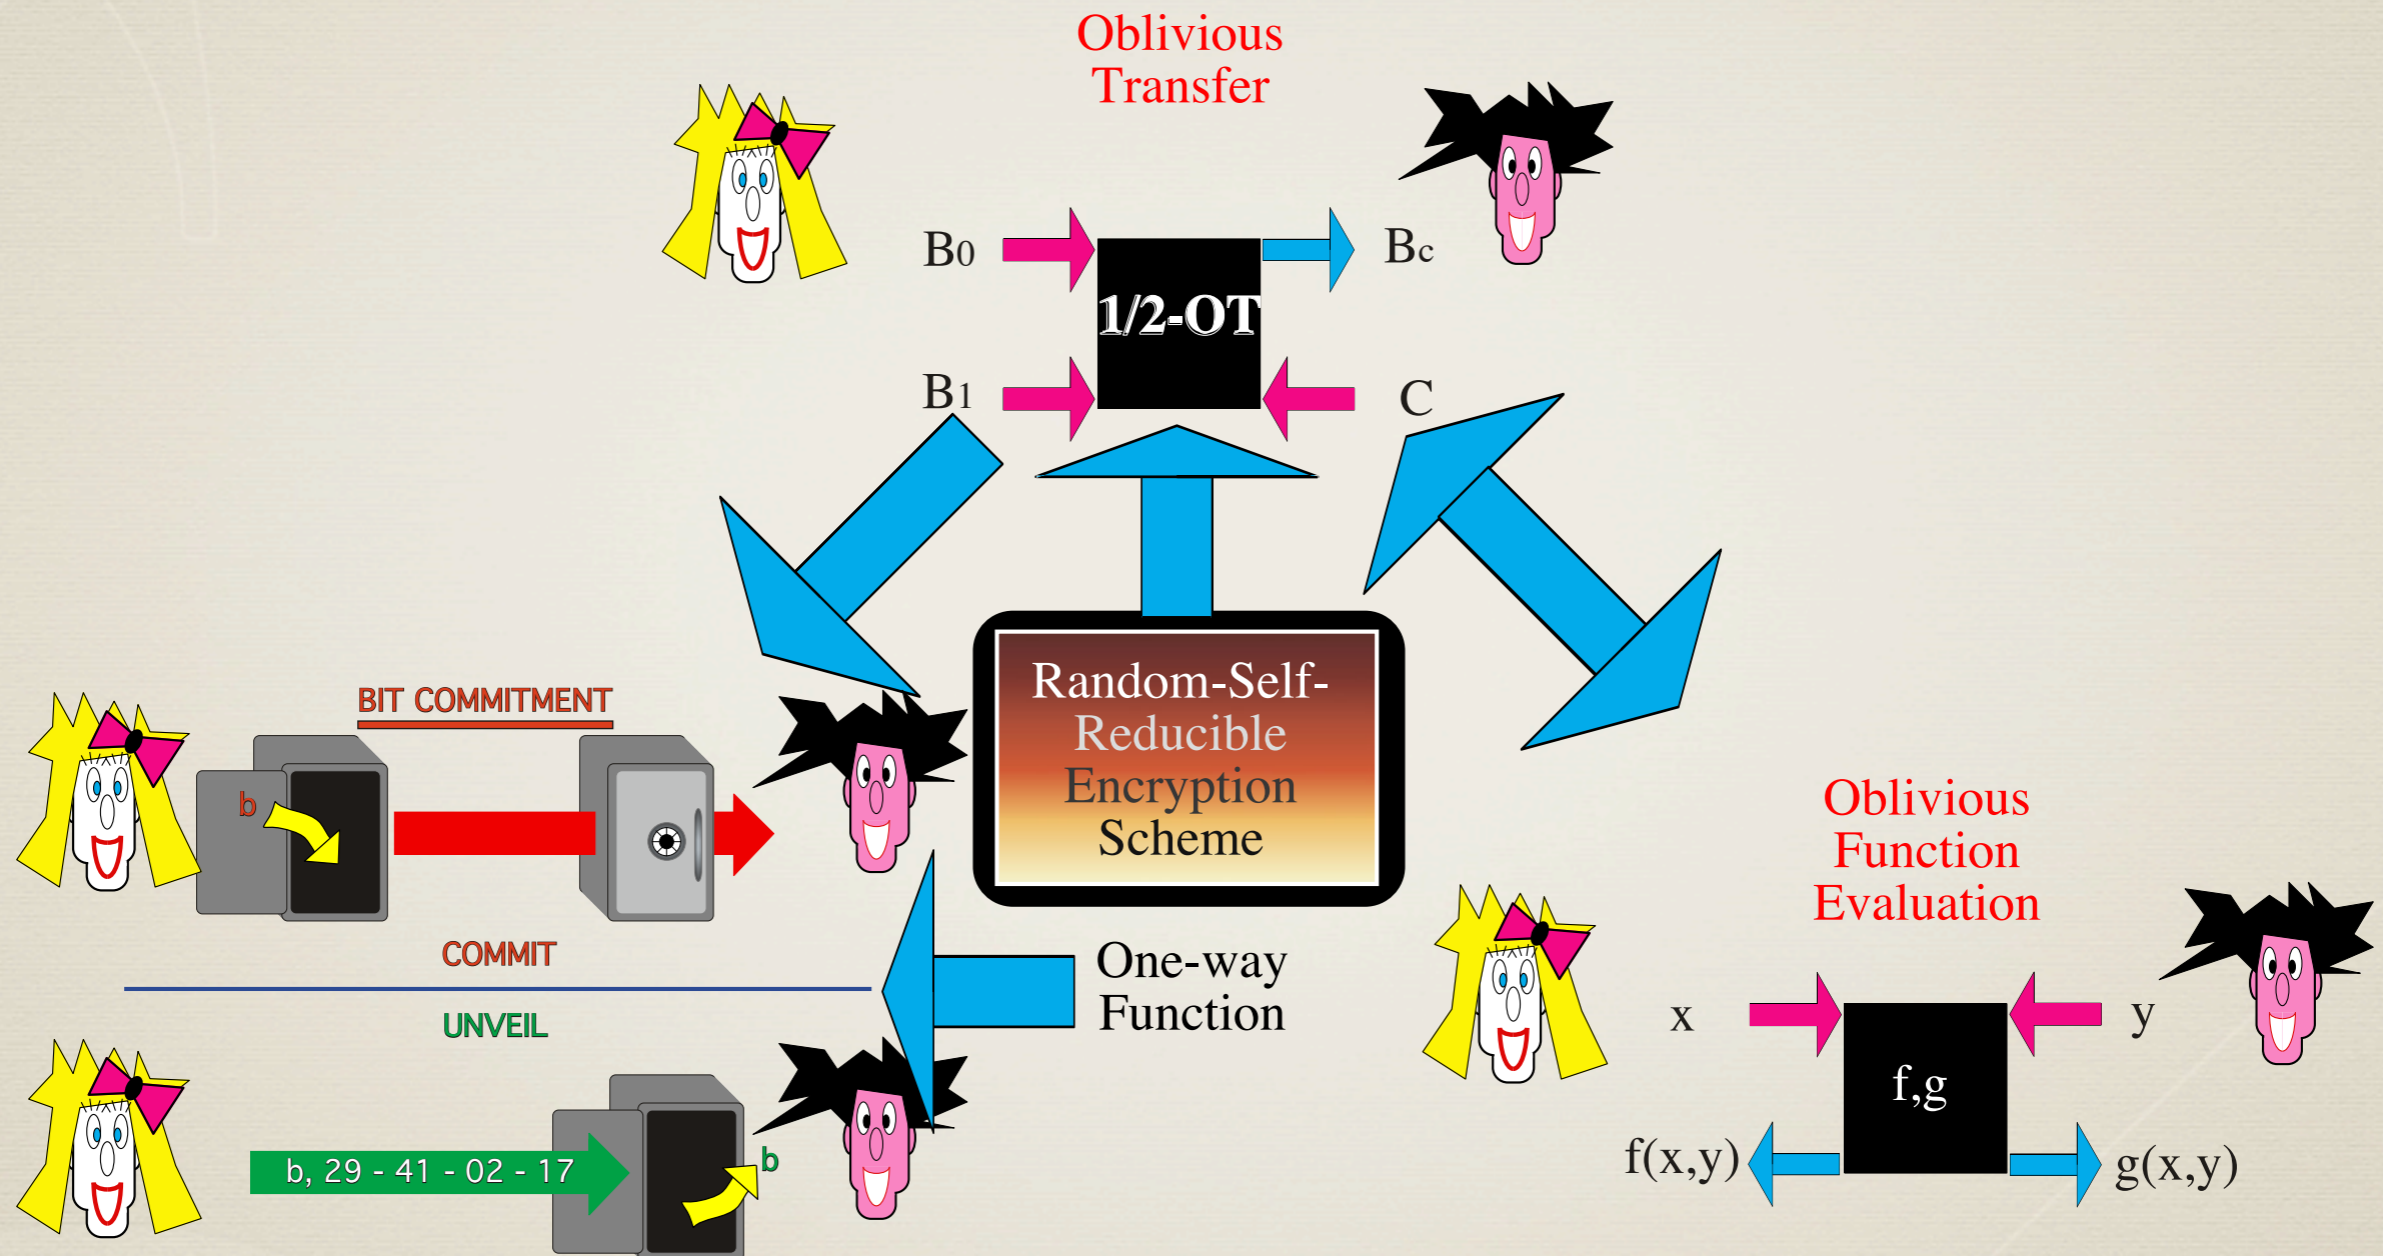 Oblivious
Transfer
B0
Bc
1/2-OT
B1
C
Random-Self-
Reducible
Encryption
Scheme
BIT COMMITMENT
b
COMMIT
UNVEIL
b, 29 - 41 - 02 - 17
b
One-way
Function
Oblivious
Function
Evaluation
x
y
f,g
f(x,y)
g(x,y)